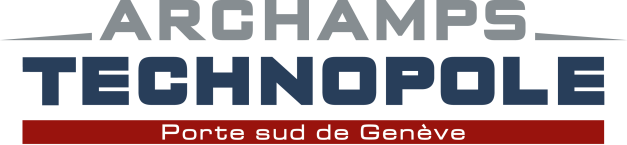 ARCHAMPS
TECHNOPOLE
Porte sud de Genève